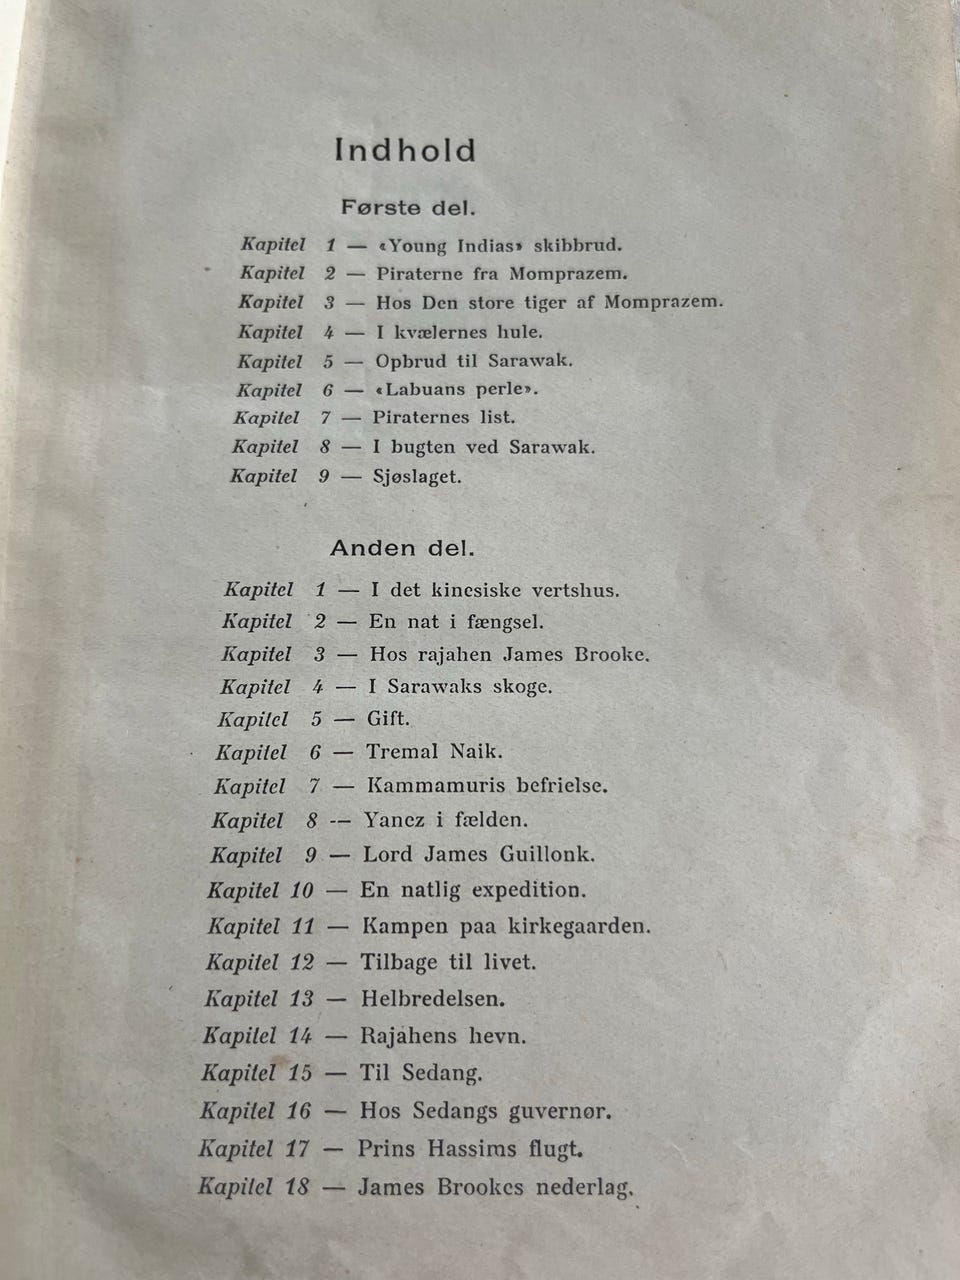 Indhold
Første del.
Kapitel 1 — «Young Indias» skibbrud.
Kapitel 2 — Piraterne fra Momprazem.
Kapitel 3 — Hos Den store tiger af Momprazem.
Kapitel 4 — I kvælernes hule.
Kapitel 5 — Opbrud til Sarawak.
Kapitel 6 — «Labuans perle».
Kapitel 7 — Piraternes list.
Kapitel 8 — I bugten ved Sarawak.
Kapitel 9 — Sjøslaget.
Anden del.
Kapitel 1 — I det kinesiske vertshus.
Kapitel 2 — En nat i fængsel.
Kapitel 3 — Hos rajahen James Brooke.
Kapitel 4 — I Sarawaks skoge.
Kapitel 5 — Gift.
Kapitel 6 — Tremal Naik.
Kapitel 7 — Kammamuris befrielse.
Kapitel 8 — Yanez i fælden.
Kapitel 9 — Lord James Guillonk.
Kapitel 10 — En natlig expedition.
Kapitel 11 — Kampen paa kirkegaarden.
Kapitel 12 — Tilbage til livet.
Kapitel 13 — Helbredelsen.
Kapitel 14 — Rajahens hevn.
Kapitel 15 — Til Sedang.
Kapitel 16 — Hos Sedangs guvernør.
Kapitel 17 — Prins Hassims flugt.
Kapitel 18 — James Brookes nederlag.